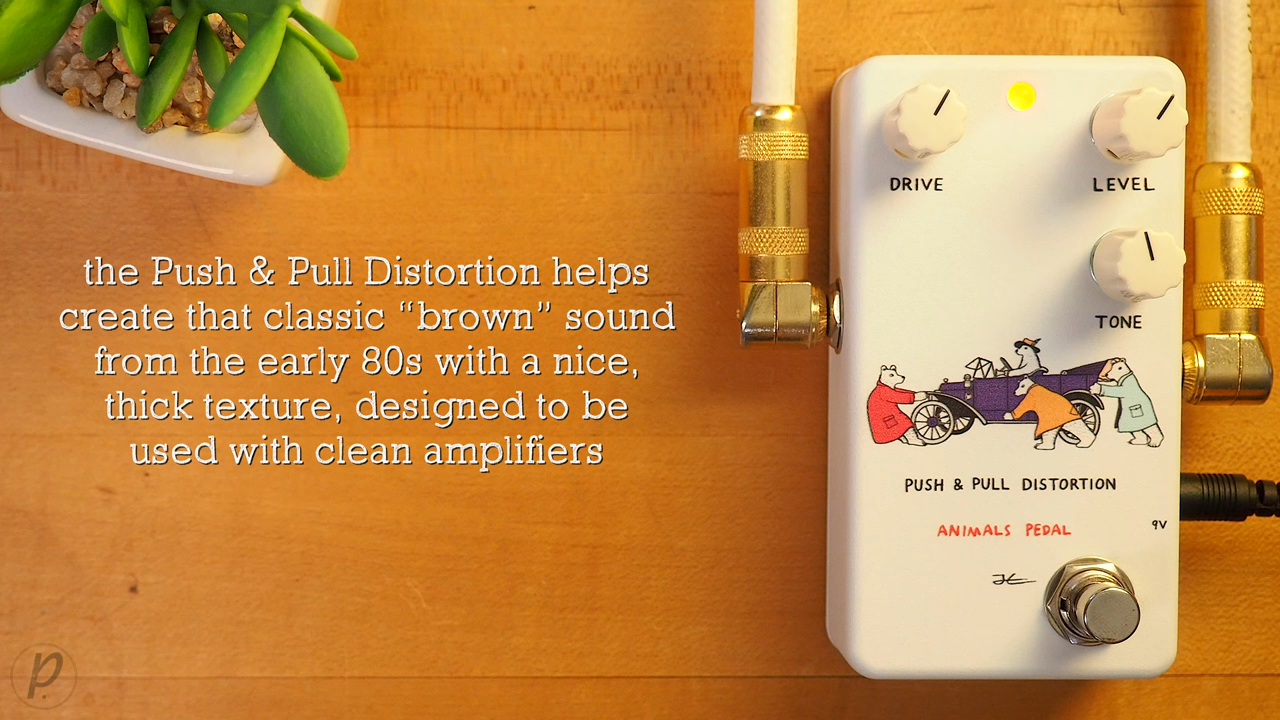 the Push & Pull Distortion helps
create that classic “brown” sound
from the early 80s with a nice,
thick texture, designed to be
used with clean amplifiers
DRIVE
LEVEL
TONE
PUSH & PULL DISTORTION
ANIMALS PEDAL
9V
p